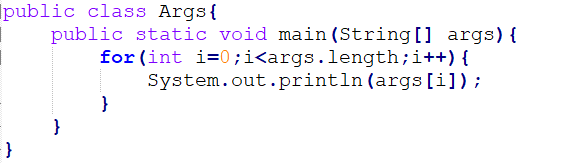 public class Args{
    public static void main(String[] args){
        for(int i=0;i<args.length;i++){
            System.out.println(args[i]);
        }
    }
}